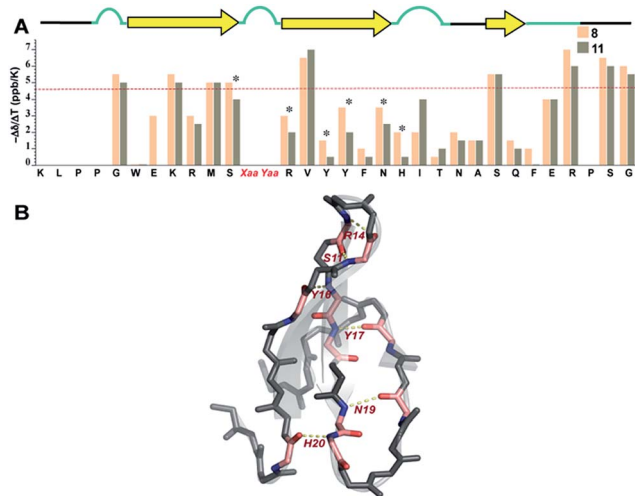 A
8
11
−Δδ/ΔT (ppb/K)
7
6
5
4
3
2
1
0
* * * * * *
K L P P G W E K R M S Xaa Yaa R V Y Y F N H I T N A S Q F E R P S G
B
R14
S11
Y16
Y17
N19
H20